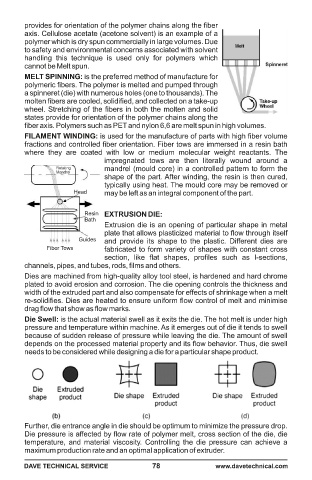 provides for orientation of the polymer chains along the fiber
axis. Cellulose acetate (acetone solvent) is an example of a
polymer which is dry spun commercially in large volumes. Due
to safety and environmental concerns associated with solvent
handling this technique is used only for polymers which
cannot be Melt spun.
Melt
Spinneret
MELT SPINNING: is the preferred method of manufacture for
polymeric fibers. The polymer is melted and pumped through
a spinneret (die) with numerous holes (one to thousands). The
molten fibers are cooled, solidified, and collected on a take-up
wheel. Stretching of the fibers in both the molten and solid
states provide for orientation of the polymer chains along the
fiber axis. Polymers such as PET and nylon 6,6 are melt spun in high volumes.
Take-up
Wheel
FILAMENT WINDING: is used for the manufacture of parts with high fiber volume
fractions and controlled fiber orientation. Fiber tows are immersed in a resin bath
where they are coated with low or medium molecular weight reactants. The
impregnated tows are then literally wound around a
mandrel (mould core) in a controlled pattern to form the
shape of the part. After winding, the resin is then cured,
typically using heat. The mould core may be removed or
may be left as an integral component of the part.
Rotating
Mandrel
Head
Resin
Bath
Guides
Fiber Tows
EXTRUSION DIE:
Extrusion die is an opening of particular shape in metal
plate that allows plasticized material to flow through itself
and provide its shape to the plastic. Different dies are
fabricated to form variety of shapes with constant cross
section, like flat shapes, profiles such as I-sections,
channels, pipes, and tubes, rods, films and others.
Dies are machined from high-quality alloy tool steel, is hardened and hard chrome
plated to avoid erosion and corrosion. The die opening controls the thickness and
width of the extruded part and also compensate for effects of shrinkage when a melt
re-solidifies. Dies are heated to ensure uniform flow control of melt and minimise
drag flow that show as flow marks.
Die Swell: is the actual material swell as it exits the die. The hot melt is under high
pressure and temperature within machine. As it emerges out of die it tends to swell
because of sudden release of pressure while leaving the die. The amount of swell
depends on the processed material property and its flow behavior. Thus, die swell
needs to be considered while designing a die for a particular shape product.
Die
shape
Extruded
product
Die shape
Extruded
product
Die shape
Extruded
product
(b)
(c)
(d)
Further, die entrance angle in die should be optimum to minimize the pressure drop.
Die pressure is affected by flow rate of polymer melt, cross section of the die, die
temperature, and material viscosity. Controlling the die pressure can achieve a
maximum production rate and an optimal application of extruder.
DAVE TECHNICAL SERVICE 78 www.davetechnical.com